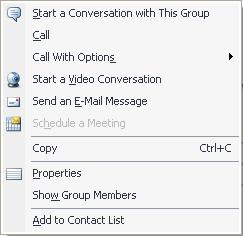 Start a Conversation with This Group
Call
Call With Options
Start a Video Conversation
Send an E-Mail Message
Schedule a Meeting
Copy Ctrl+C
Properties
Show Group Members
Add to Contact List